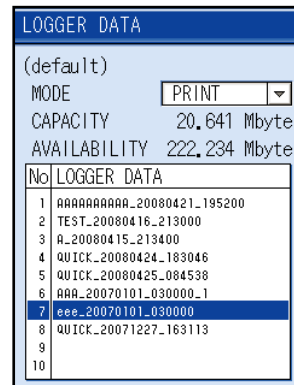 LOGGER DATA
(default)
MODE PRINT
CAPACITY 20.641 Mbyte
AVAILABILITY 222.234 Mbyte
No LOGGER DATA
1 AAAAAAAAAA_20080421_195200
2 TEST_20080416_213000
3 A_20080415_213400
4 QUICK_20080424_183046
5 QUICK_20080425_084538
6 AAA_20070101_030000_1
7 eee_20070101_030000
8 QUICK_20071227_163113
9
10